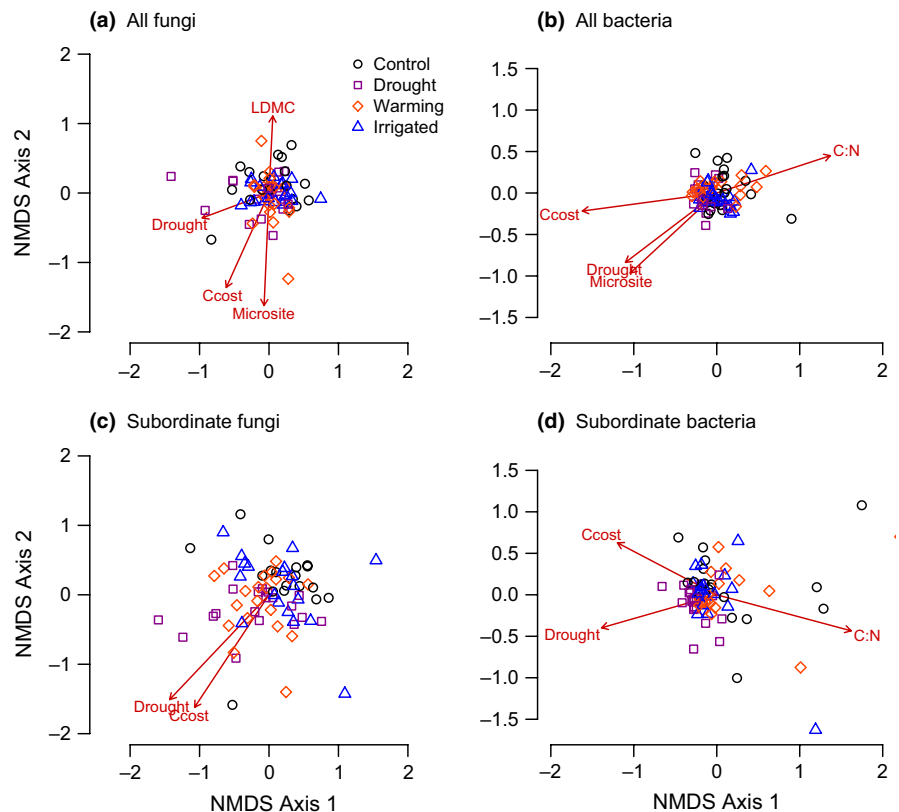 (a) All fungi
2
1
0
−1
−2
−2 −1 0 1 2
NMDS Axis 2
Control
Drought
Warming
Irrigated
LDMC
Drought
Ccost
Microsite
(b) All bacteria
1.5
1.0
0.5
0.0
−0.5
−1.0
−1.5
−2 −1 0 1 2
C:N
Ccost
Drought
Microsite
(c) Subordinate fungi
2
1
0
−1
−2
−2 −1 0 1 2
NMDS Axis 2
NMDS Axis 1
Drought
Ccost
(d) Subordinate bacteria
1.5
1.0
0.5
0.0
−0.5
−1.0
−1.5
−2 −1 0 1 2
NMDS Axis 1
Ccost
Drought
C:N